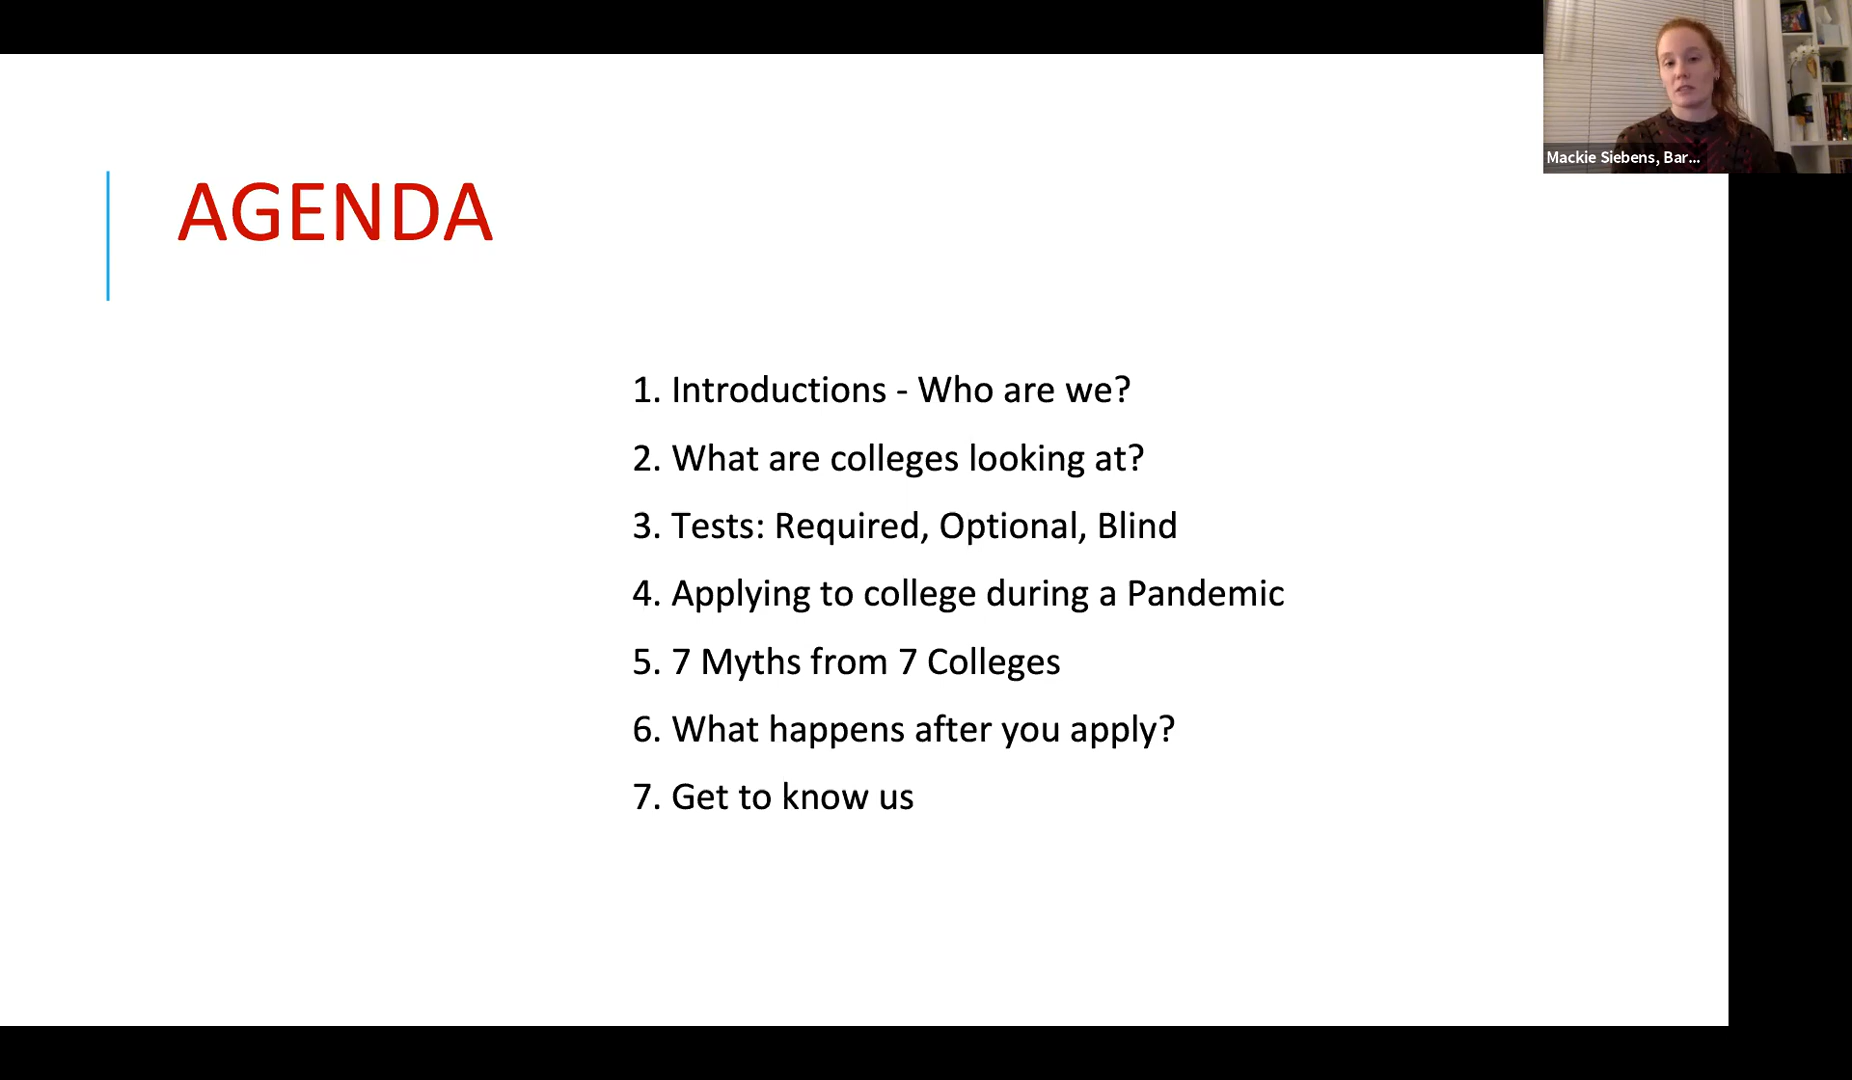 AGENDA
1. Introductions - Who are we?
2. What are colleges looking at?
3. Tests: Required, Optional, Blind
4. Applying to college during a Pandemic
5. 7 Myths from 7 Colleges
6. What happens after you apply?
7. Get to know us
Mackie Siebens, Bar...